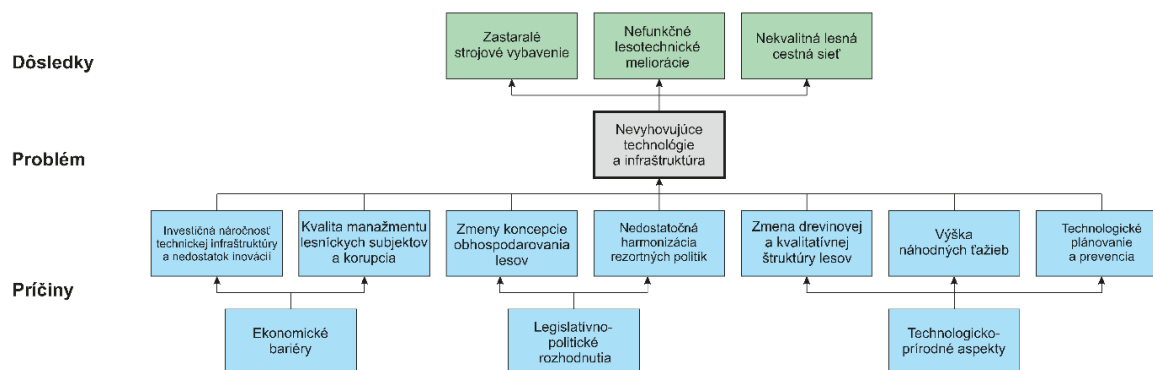 Dôsledky
Zastaralé
strojové vybavenie
Nefunkčné
lesotechnické
meliorácie
Nekvalitná lesná
cestná sieť
Problém
Nevyhovujúce
technológie
a infraštruktúra
Príčiny
Investičná náročnosť
technickej infraštruktúry
a nedostatok inovácií
Kvalita manažmentu
lesníckych subjektov
a korupcia
Zmeny koncepcie
obhospodarovania
lesov
Nedostatočná
harmonizácia
rezortných politik
Zmena drevinovej
a kvalitatívnej
štruktúry lesov
Výška
náhodných ťažieb
Technologické
plánovanie
a prevencia
Ekonomické
bariéry
Legislatívno-
politické
rozhodnutia
Technologicko-
prírodné aspekty